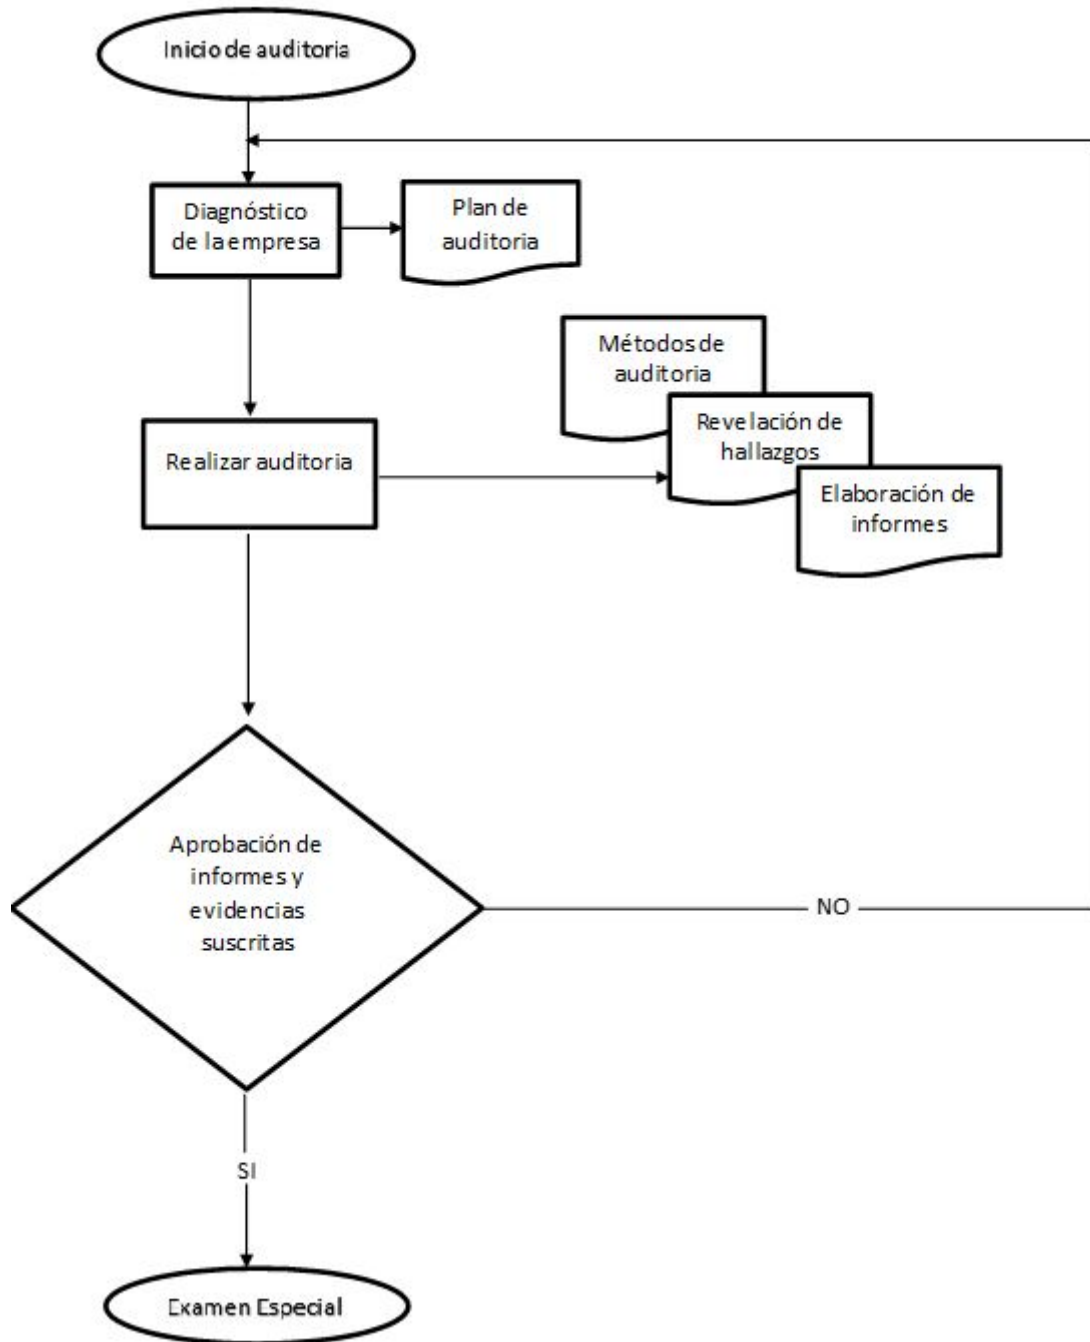 Inicio de auditoria
Diagnóstico
de la empresa
Plan de
auditoria
Métodos de
auditoria
Revelación de
hallazgos
Elaboración de
informes
Realizar auditoria
Aprobación de
informes y
evidencias
suscritas
NO
SI
Examen Especial